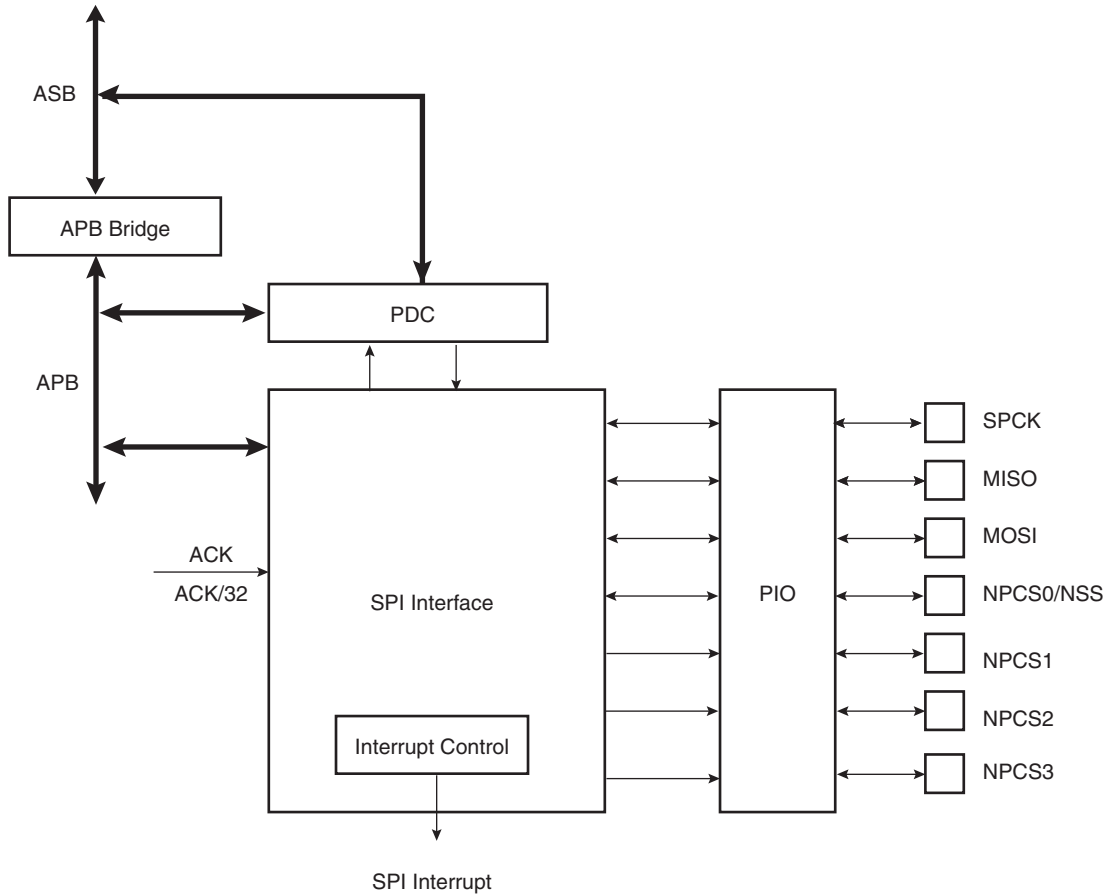 ASB
APB Bridge
PDC
APB
SPCK
MISO
MOSI
ACK
ACK/32
SPI Interface
PIO
NPCS0/NSS
NPCS1
NPCS2
Interrupt Control
NPCS3
SPI Interrupt